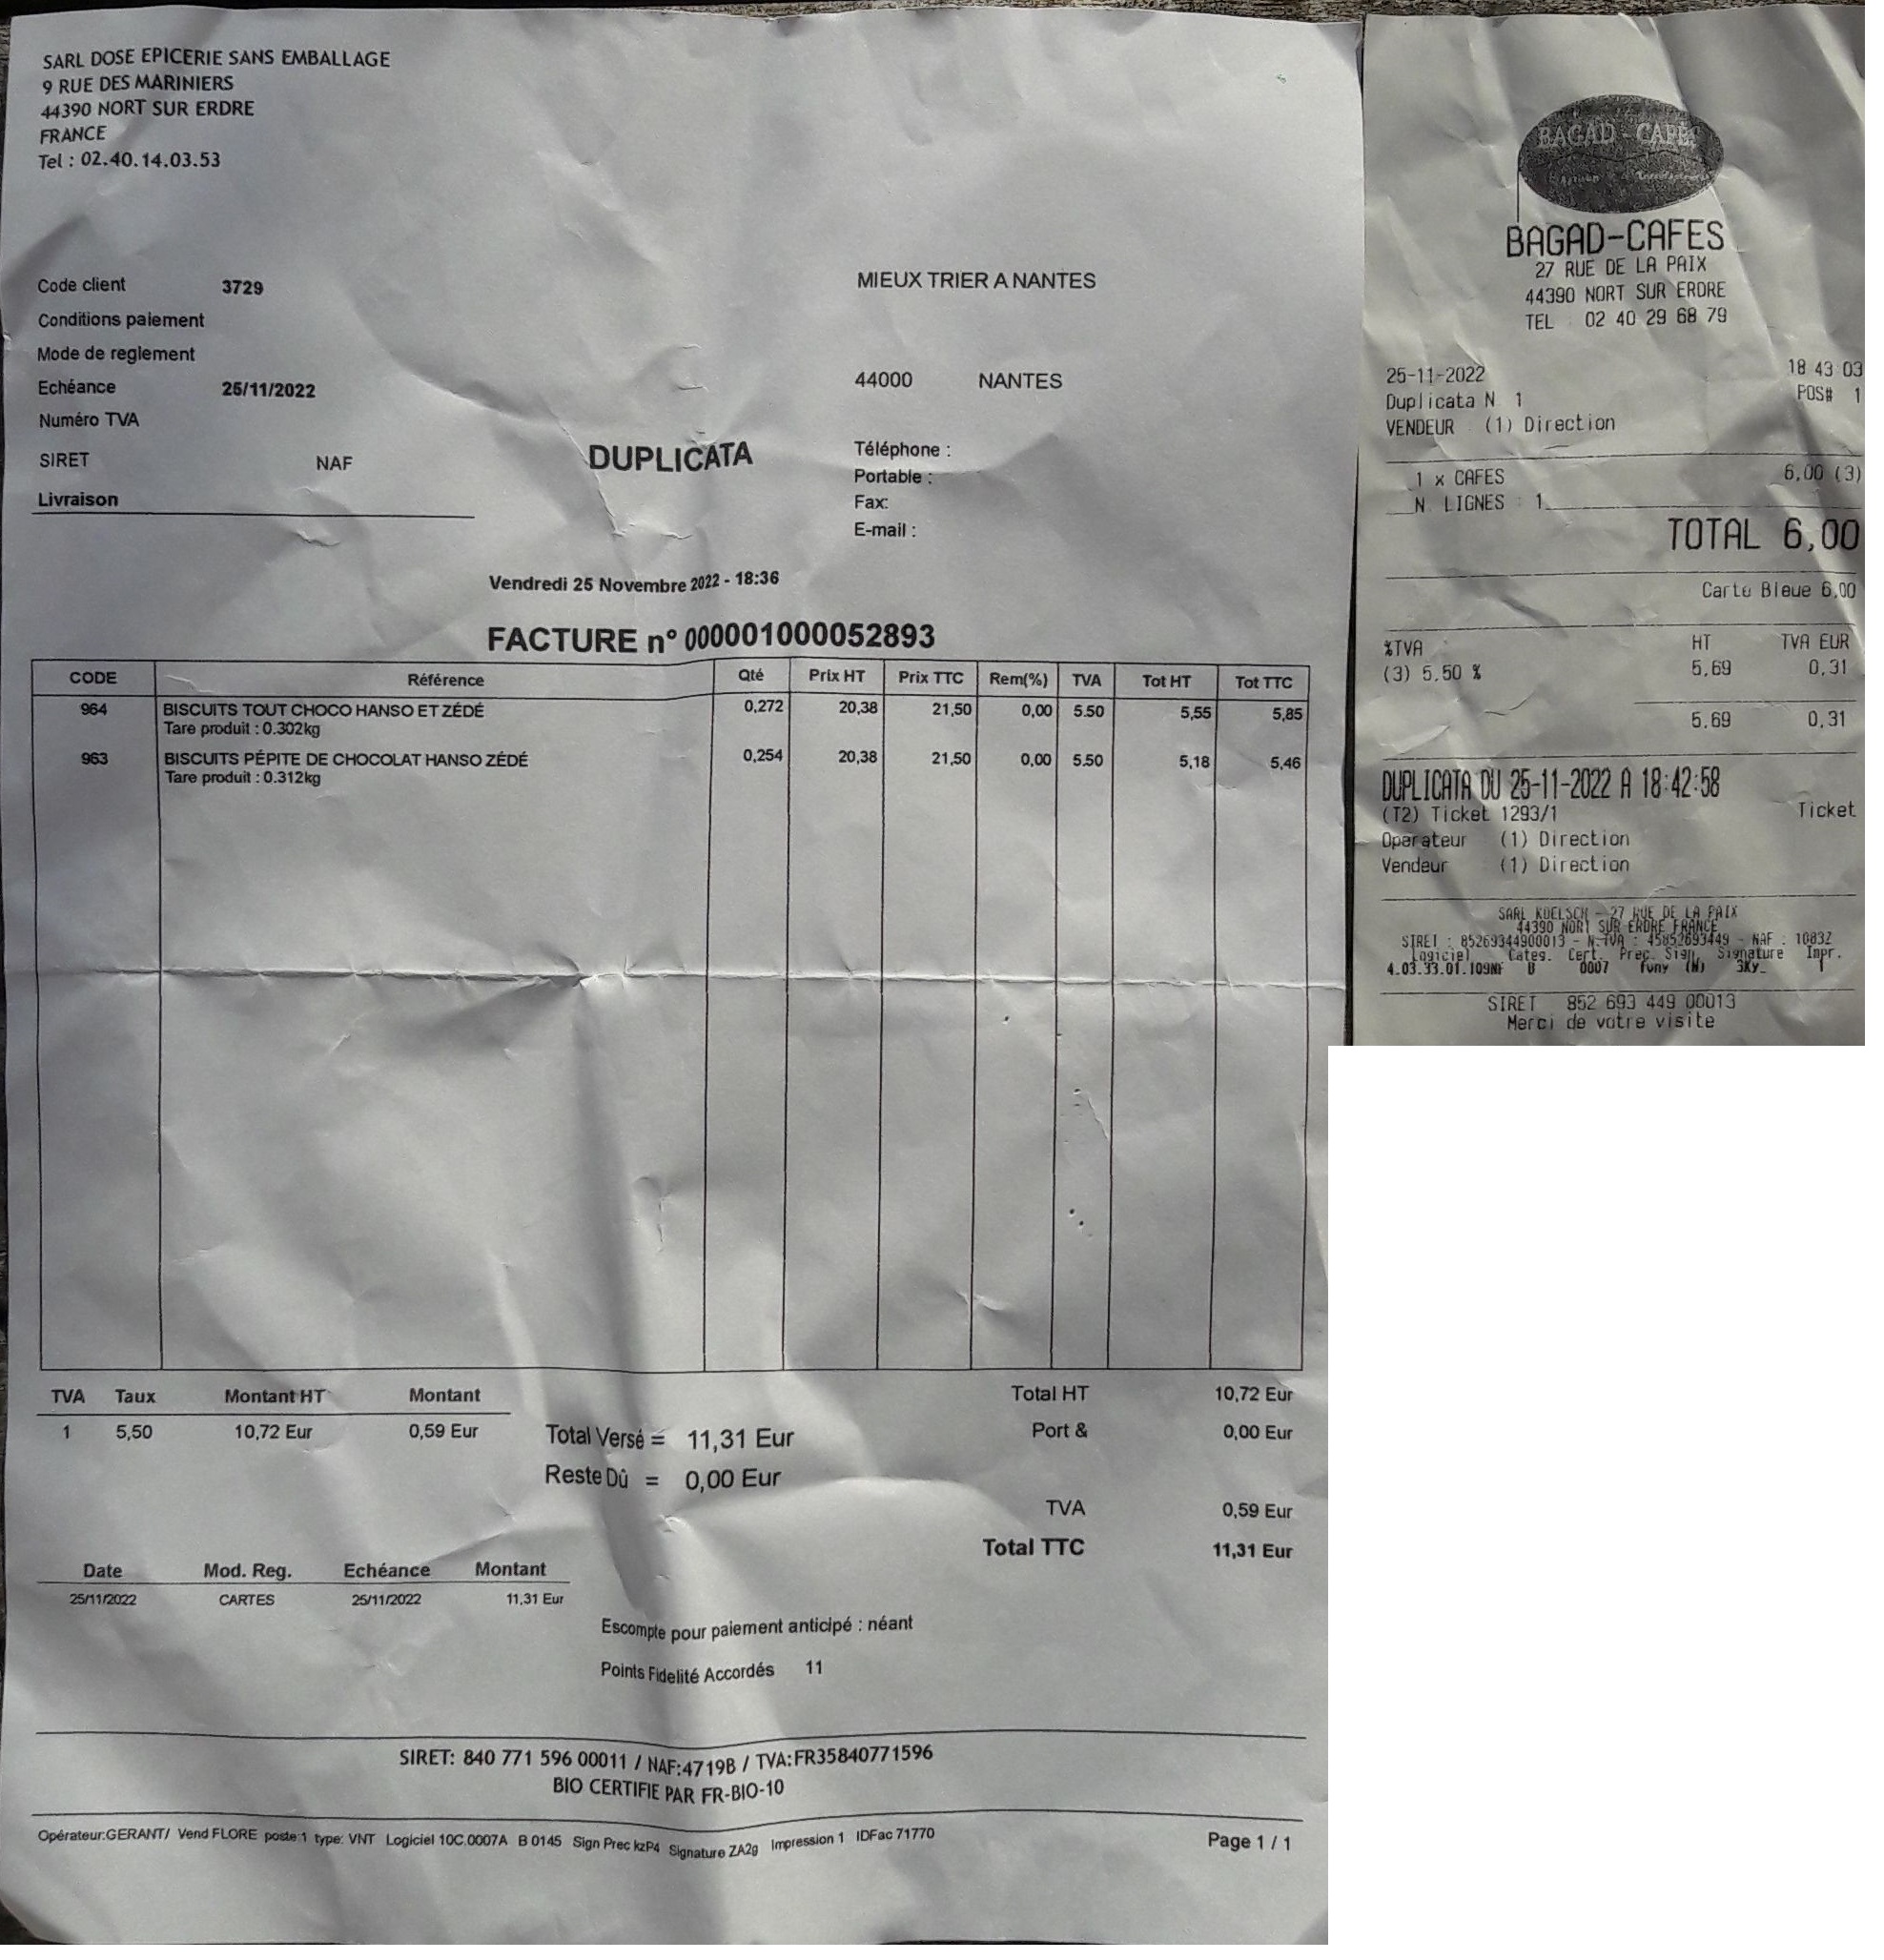 SARL DOSE EPICERIE SANS EMBALLAGE
9 RUE DES MARINIERS
44390 NORT SUR ERDRE
FRANCE
Tel : 02.40.14.03.53
Code client 3729
Conditions paiement
Mode de reglement
Echéance 25/11/2022
Numéro TVA
SIRET NAF
Livraison
DUPLICATA
MIEUX TRIER A NANTES
44000 NANTES
Téléphone :
Portable :
Fax:
E-mail :
Vendredi 25 Novembre 2022 - 18:36
FACTURE n° 000001000052893
CODE Référence Qté Prix HT Prix TTC Rem(%) TVA Tot HT Tot TTC
964 BISCUITS TOUT CHOCO HANSO ET ZÉDÉ 0,272 20,38 21,50 0,00 5.50 5,55 5,85
Tare produit : 0.302kg
963 BISCUITS PÉPITE DE CHOCOLAT HANSO ZÉDÉ 0,254 20,38 21,50 0,00 5.50 5,18 5,46
Tare produit : 0.312kg
TVA Taux Montant HT Montant
1 5,50 10,72 Eur 0,59 Eur
Total Versé = 11,31 Eur
Reste Dû = 0,00 Eur
Total HT 10,72 Eur
Port & 0,00 Eur
TVA 0,59 Eur
Total TTC 11,31 Eur
Date Mod. Reg. Echéance Montant
25/11/2022 CARTES 25/11/2022 11,31 Eur
Escompte pour paiement anticipé : néant
Points Fidelité Accordés 11
SIRET: 840 771 596 00011 / NAF:4719B / TVA:FR35840771596
BIO CERTIFIE PAR FR-BIO-10
Opérateur:GERANT/ Vend FLORE poste:1 type: VNT Logiciel 10C.0007A B 0145 Sign Prec kzP4 Signature ZA2g Impression 1 IDFac 71770
Page 1 / 1
BAGAD - CAFES
BAGAD-CAFES
27 RUE DE LA PAIX
44390 NORT SUR ERDRE
TEL : 02 40 29 68 79
25-11-2022 18:43:03
Duplicata N. 1 POS# 1
VENDEUR : (1) Direction
1 x CAFES 6,00 (3)
N. LIGNES : 1
TOTAL 6,00
Carte Bleue 6,00
%TVA HT TVA EUR
(3) 5.50 % 5.69 0.31
5.69 0.31
DUPLICATA DU 25-11-2022 A 18:42:58
(T2) Ticket 1293/1 Ticket
Operateur (1) Direction
Vendeur (1) Direction
SARL KOELSCH - 27 RUE DE LA PAIX
44390 NORT SUR ERDRE FRANCE
SIRET : 85269344900013 - N.TVA : 45852693449 - NAF : 1083Z
Logiciel Categ. Cert. Prec. Sign. Signature Impr.
4.03.33.01.109NF B 0007 (N) 3Ky_ 1
SIRET 852 693 449 00013
Merci de votre visite